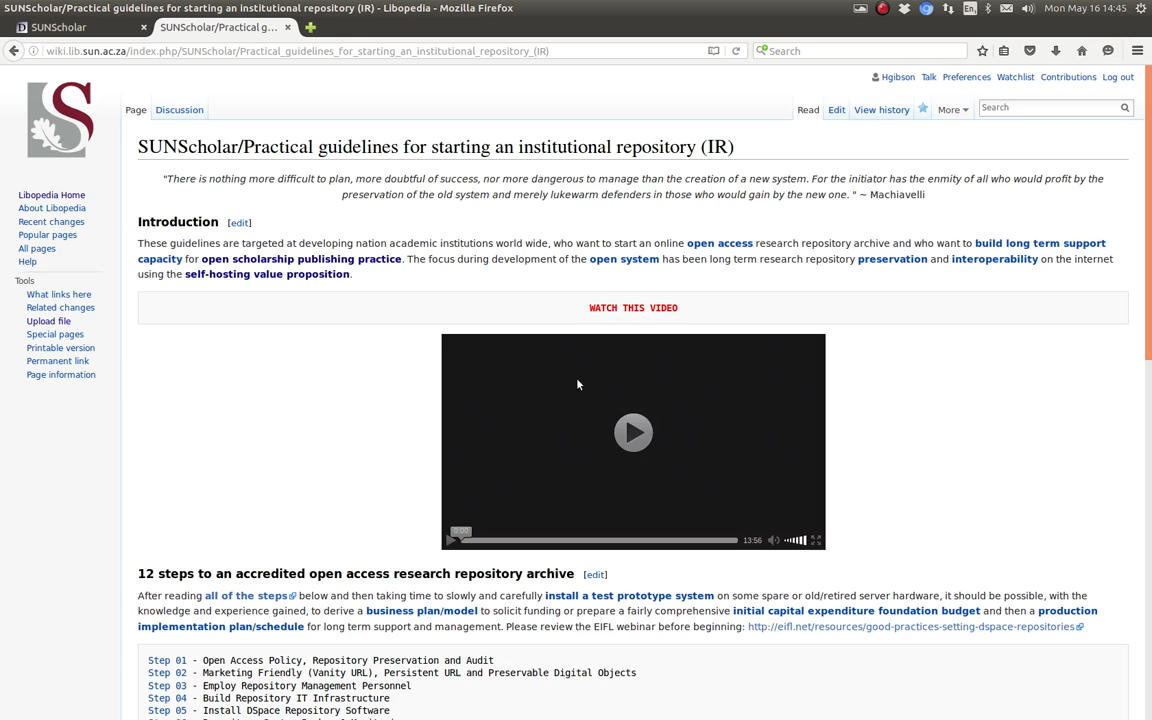 SUNScholar/Practical guidelines for starting an institutional repository (IR) - Libopedia - Mozilla Firefox
En,
Mon May 16 14:45
SUNScholar
SUNScholar/Practical g...
wiki.lib.sun.ac.za/index.php/SUNScholar/Practical_guidelines_for_starting_an_institutional_repository_(IR)
Search
Hgibson Talk Preferences Watchlist Contributions Log out
Page Discussion
Read Edit View history More
Search
S
SUNScholar/Practical guidelines for starting an institutional repository (IR)
"There is nothing more difficult to plan, more doubtful of success, nor more dangerous to manage than the creation of a new system. For the initiator has the enmity of all who would profit by the
preservation of the old system and merely lukewarm defenders in those who would gain by the new one. " ~ Machiavelli
Libopedia Home
About Libopedia
Recent changes
Popular pages
All pages
Help
Tools
What links here
Related changes
Upload file
Special pages
Printable version
Permanent link
Page information
Introduction [edit]
These guidelines are targeted at developing nation academic institutions world wide, who want to start an online open access research repository archive and who want to build long term support
capacity for open scholarship publishing practice. The focus during development of the open system has been long term research repository preservation and interoperability on the internet
using the self-hosting value proposition.
WATCH THIS VIDEO
0:00
13:56
12 steps to an accredited open access research repository archive [edit]
After reading all of the steps below and then taking time to slowly and carefully install a test prototype system on some spare or old/retired server hardware, it should be possible, with the
knowledge and experience gained, to derive a business plan/model to solicit funding or prepare a fairly comprehensive initial capital expenditure foundation budget and then a production
implementation plan/schedule for long term support and management. Please review the EIFL webinar before beginning: http://eifl.net/resources/good-practices-setting-dspace-repositories
Step 01 - Open Access Policy, Repository Preservation and Audit
Step 02 - Marketing Friendly (Vanity URL), Persistent URL and Preservable Digital Objects
Step 03 - Employ Repository Management Personnel
Step 04 - Build Repository IT Infrastructure
Step 05 - Install DSpace Repository Software